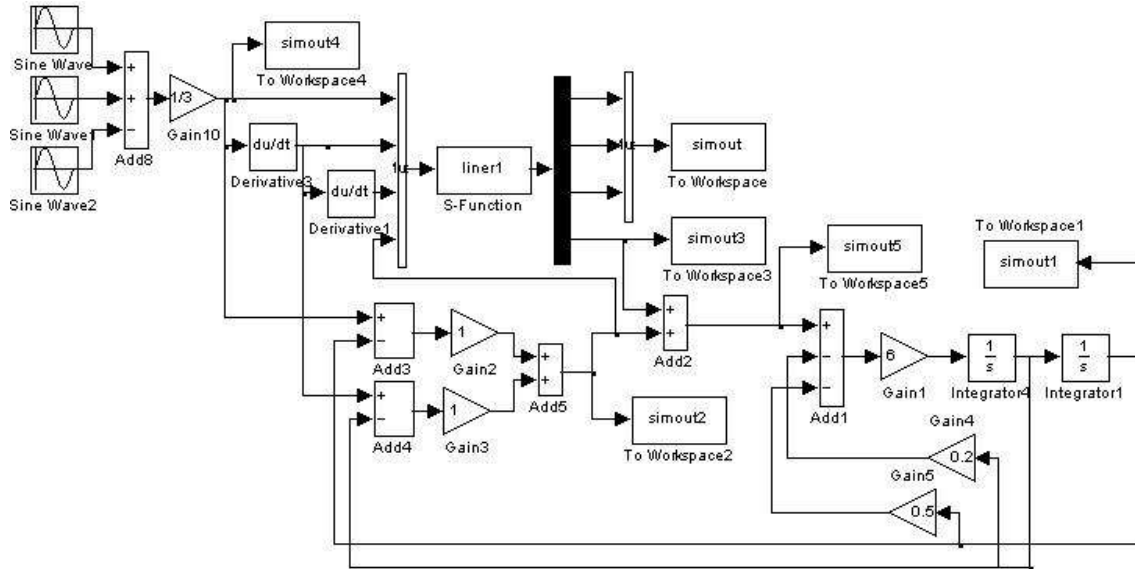 Sine Wave
Sine Wave1
Sine Wave2
+
+
−
Add8
1/3
Gain10
simout4
To Workspace4
du/dt
Derivative3
du/dt
Derivative1
liner1
S-Function
simout
To Workspace
simout3
To Workspace3
simout5
To Workspace5
To Workspace1
simout1
+
−
Add3
1
Gain2
+
−
Add4
1
Gain3
+
+
Add5
+
+
Add2
simout2
To Workspace2
+
−
−
Add1
6
Gain1
1
s
Integrator4
1
s
Integrator1
Gain4
0.2
Gain5
0.5